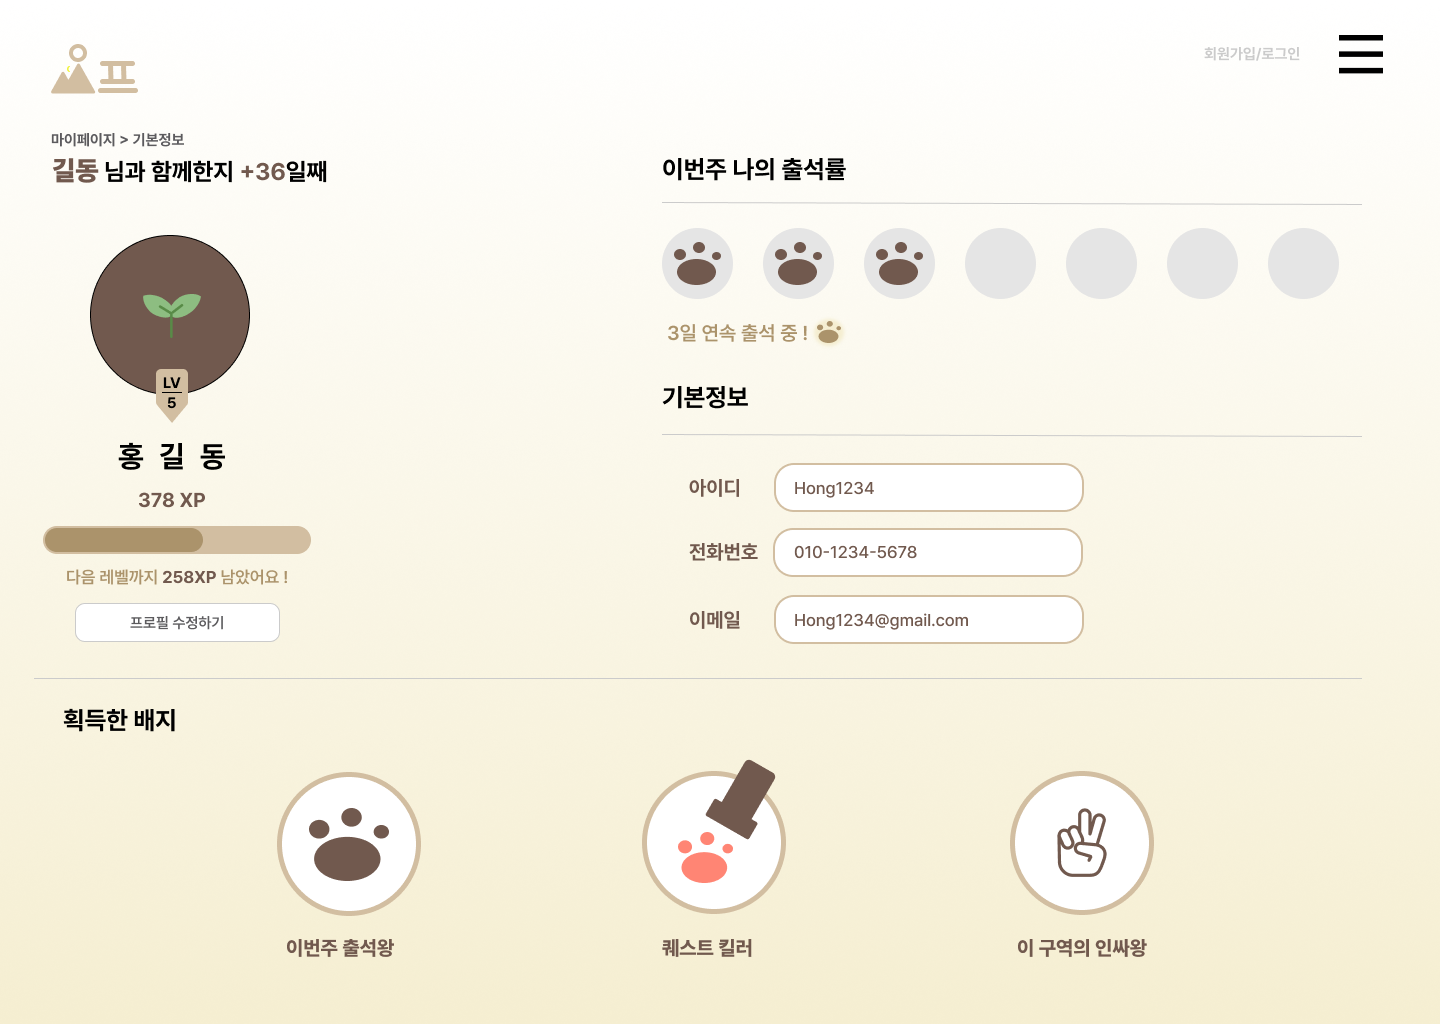 프
회원가입/로그인
마이페이지 > 기본정보
길동 님과 함께한지 +36일째
LV
5
홍 길 동
378 XP
다음 레벨까지 258XP 남았어요 !
프로필 수정하기
이번주 나의 출석률
3일 연속 출석 중 !
기본정보
아이디 Hong1234
전화번호 010-1234-5678
이메일 Hong1234@gmail.com
획득한 배지
이번주 출석왕
퀘스트 킬러
이 구역의 인싸왕